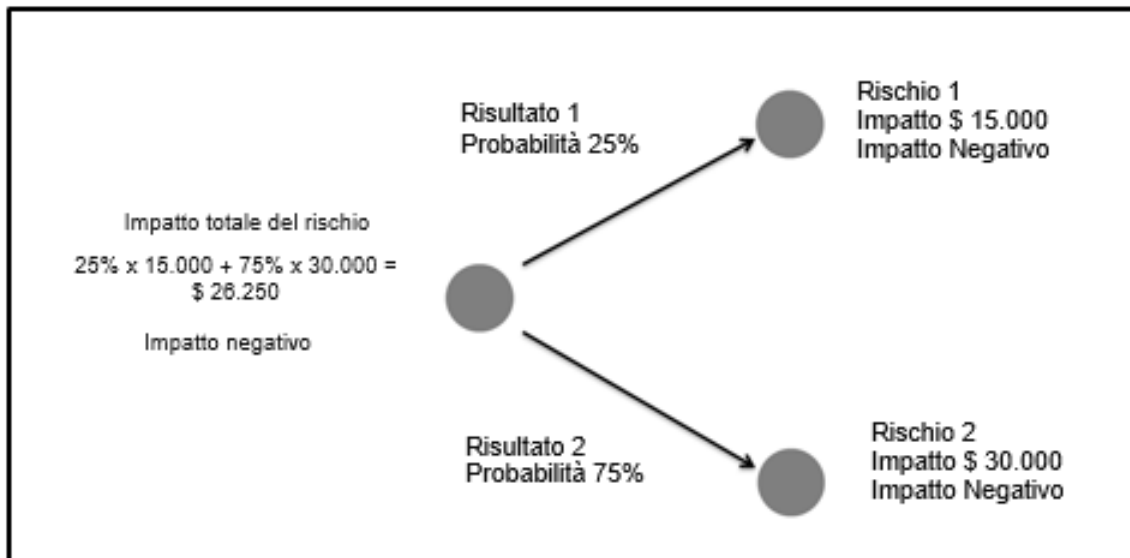 Risultato 1
Probabilità 25%
Rischio 1
Impatto $ 15.000
Impatto Negativo
Impatto totale del rischio
25% x 15.000 + 75% x 30.000 =
$ 26.250
Impatto negativo
Risultato 2
Probabilità 75%
Rischio 2
Impatto $ 30.000
Impatto Negativo